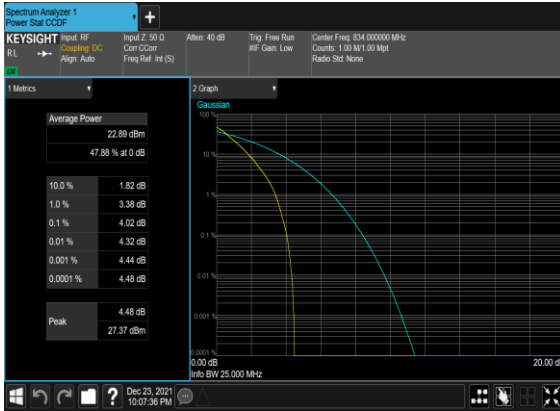 Spectrum Analyzer 1
Power Stat CCDF
KEYSIGHT
RL
Input: RF
Coupling: DC
Align: Auto
Input Z: 50 Ω
Corr CCorr
Freq Ref: Int (S)
Atten: 40 dB
Trig: Free Run
#IF Gain: Low
Center Freq: 834.000000 MHz
Counts: 1.00 M/1.00 Mpt
Radio Std: None
1 Metrics
Average Power
22.89 dBm
47.88 % at 0 dB
10.0 % 1.82 dB
1.0 % 3.38 dB
0.1 % 4.02 dB
0.01 % 4.32 dB
0.001 % 4.44 dB
0.0001 % 4.48 dB
Peak
4.48 dB
27.37 dBm
2 Graph
Gaussian
100 %
10 %
1 %
0.1 %
0.01 %
0.001 %
0.0001 %
0.00 dB
20.00 d
Info BW 25.000 MHz
?
Dec 23, 2021
10:07:36 PM